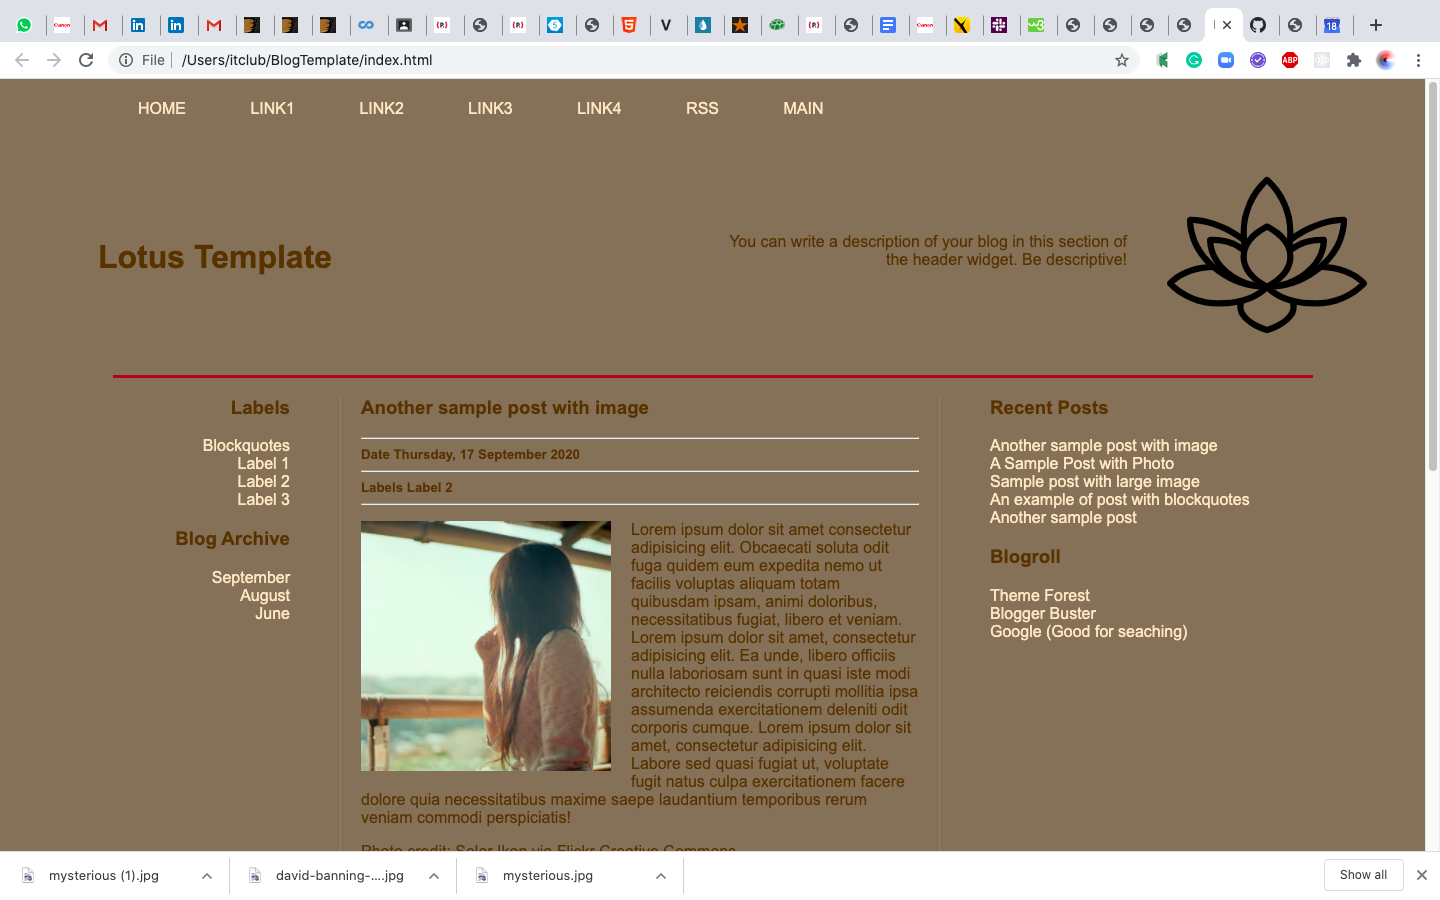 File
/Users/itclub/BlogTemplate/index.html
HOME LINK1 LINK2 LINK3 LINK4 RSS MAIN
Lotus Template
You can write a description of your blog in this section of
the header widget. Be descriptive!
Labels
Blockquotes
Label 1
Label 2
Label 3
Blog Archive
September
August
June
Another sample post with image
Date Thursday, 17 September 2020
Labels Label 2
Lorem ipsum dolor sit amet consectetur
adipisicing elit. Obcaecati soluta odit
fuga quidem eum expedita nemo ut
facilis voluptas aliquam totam
quibusdam ipsam, animi doloribus,
necessitatibus fugiat, libero et veniam.
Lorem ipsum dolor sit amet, consectetur
adipisicing elit. Ea unde, libero officiis
nulla laboriosam sunt in quasi iste modi
architecto reiciendis corrupti mollitia ipsa
assumenda exercitationem deleniti odit
corporis cumque. Lorem ipsum dolor sit
amet, consectetur adipisicing elit.
Labore sed quasi fugiat ut, voluptate
fugit natus culpa exercitationem facere
dolore quia necessitatibus maxime saepe laudantium temporibus rerum
veniam commodi perspiciatis!
Photo credit: Solar Ikon via Flickr Creative Commons
Recent Posts
Another sample post with image
A Sample Post with Photo
Sample post with large image
An example of post with blockquotes
Another sample post
Blogroll
Theme Forest
Blogger Buster
Google (Good for seaching)
mysterious (1).jpg
david-banning-....jpg
mysterious.jpg
Show all